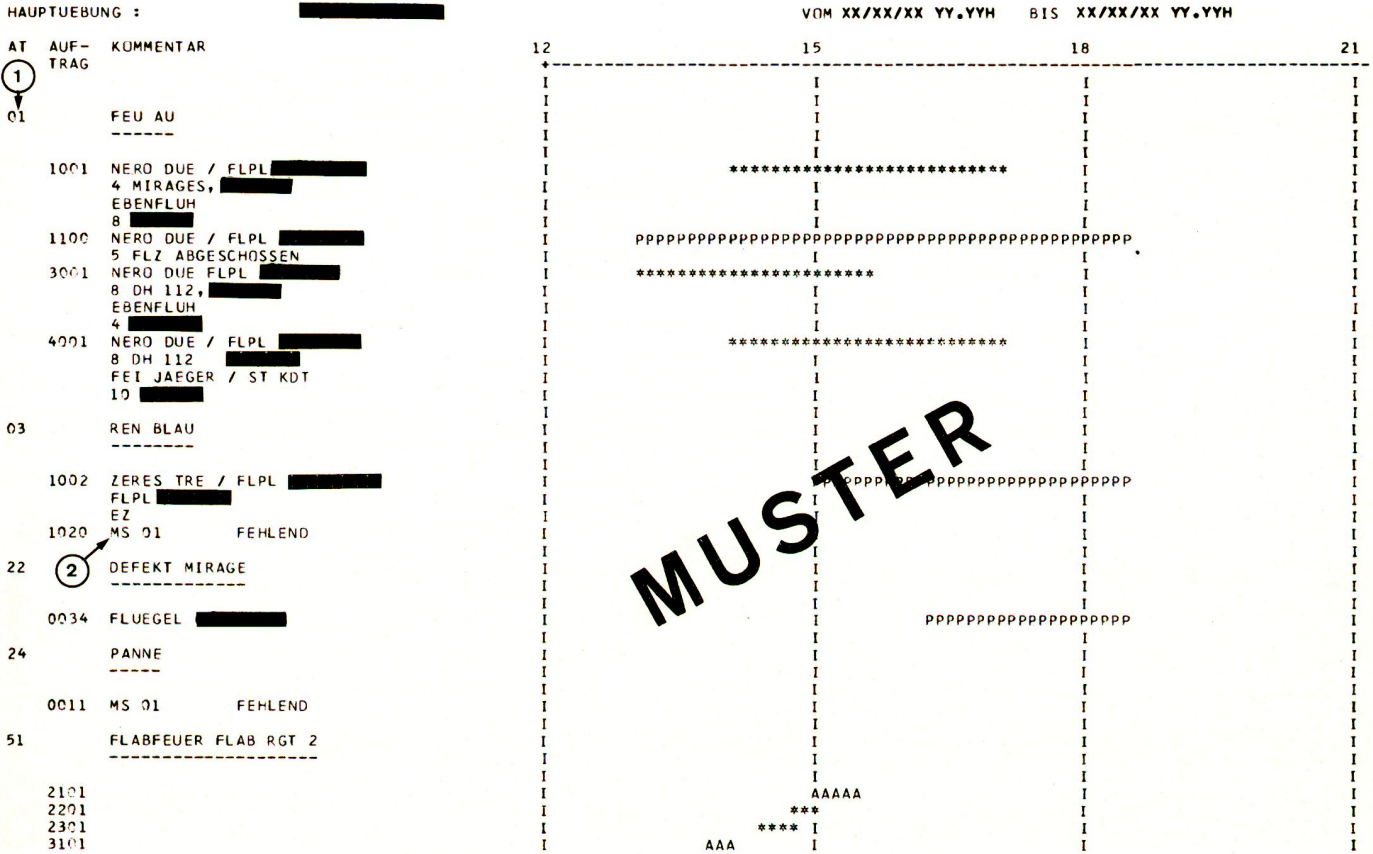 HAUPTUEBUNG : VOM XX/XX/XX YY.YYH BIS XX/XX/XX YY.YYH
AT AUF- KOMMENTAR 12 15 18 21
TRAG
1
01 FEU AU
1001 NERO DUE / FLPL ************************
4 MIRAGES,
EBENFLUH
8
1100 NERO DUE / FLPL PPPPPPPPPPPPPPPPPPPPPPPPPPPPPPPPPPPPPPPPPPP
5 FLZ ABGESCHOSSEN
3001 NERO DUE FLPL *********************
8 DH 112,
EBENFLUH
4
4001 NERO DUE / FLPL ************************
8 DH 112
FEI JAEGER / ST KDT
10
03 REN BLAU
1002 ZERES TRE / FLPL PPPPPPPPPPPPPPPPPPPPPPPPPPP
FLPL
EZ
1020 MS 01 FEHLEND
2
22 DEFEKT MIRAGE
0034 FLUEGEL PPPPPPPPPPPPPPPPPP
24 PANNE
0011 MS 01 FEHLEND
51 FLABFEUER FLAB RGT 2
2101 AAAAA
2201 ***
2301 ****
3101 AAA
MUSTER